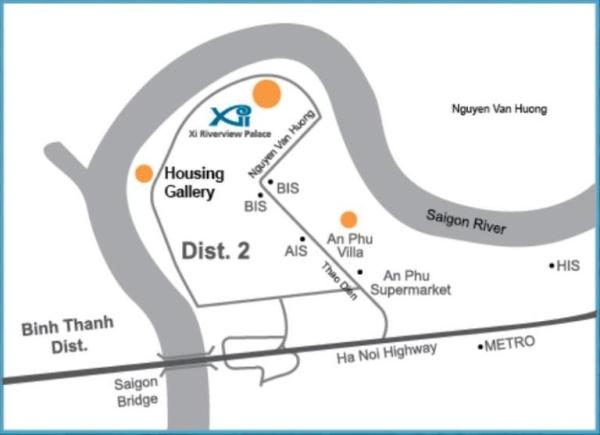 Xi
Xi Riverview Palace
Nguyen Van Huong
Nguyen Van Huong
Housing
Gallery
BIS
BIS
Saigon River
Dist. 2
AIS
An Phu
Villa
Thao Dien
An Phu
Supermarket
HIS
Binh Thanh
Dist.
Ha Noi Highway
METRO
Saigon
Bridge